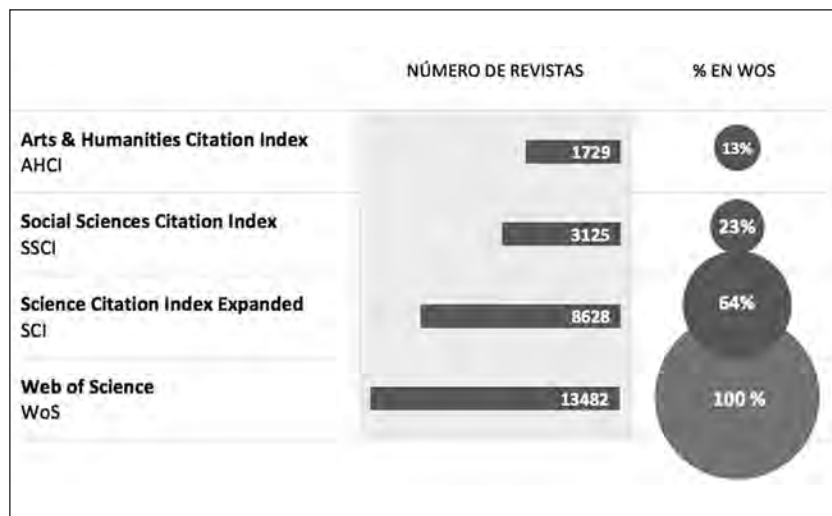 NÚMERO DE REVISTAS % EN WOS
Arts & Humanities Citation Index
AHCI
1729 13%
Social Sciences Citation Index
SSCI
3125 23%
Science Citation Index Expanded
SCI
8628 64%
Web of Science
WoS
13482 100 %